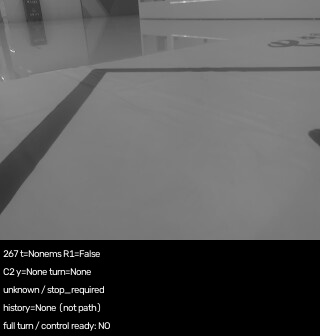 267 t=Nonems R1=False
C2 y=None turn=None
unknown / stop_required
history=None (not path)
full turn / control ready: NO